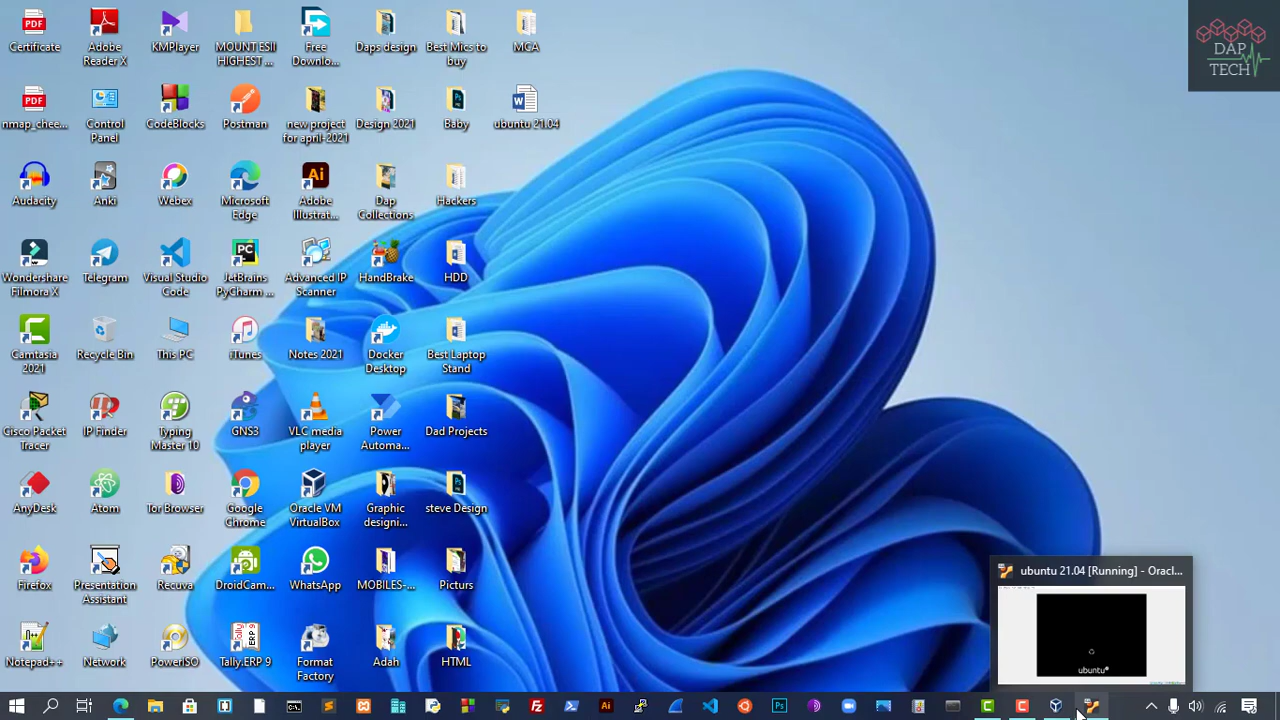 Certificate
Adobe
Reader X
KMPlayer
MOUNT ESII
HIGHEST ...
Free
Downlo...
Daps design
Best Mics to
buy
MCA
DAP
TECH
nmap_chee...
Control
Panel
CodeBlocks
Postman
new project
for april-2021
Design 2021
Baby
ubuntu 21.04
Audacity
Anki
Webex
Microsoft
Edge
Adobe
Illustrat...
Dap
Collections
Hackers
Wondershare
Filmora X
Telegram
Visual Studio
Code
JetBrains
PyCharm ...
Advanced IP
Scanner
HandBrake
HDD
Camtasia
2021
Recycle Bin
This PC
iTunes
Notes 2021
Docker
Desktop
Best Laptop
Stand
Cisco Packet
Tracer
IP Finder
Typing
Master 10
GNS3
VLC media
player
Power
Automa...
Dad Projects
AnyDesk
Atom
Tor Browser
Google
Chrome
Oracle VM
VirtualBox
Graphic
designi...
steve Design
Firefox
Presentation
Assistant
Recuva
DroidCam...
WhatsApp
MOBILES-...
Picturs
ubuntu 21.04 [Running] - Oracl...
ubuntu
Notepad++
Network
PowerISO
Tally.ERP 9
Format
Factory
Adah
HTML